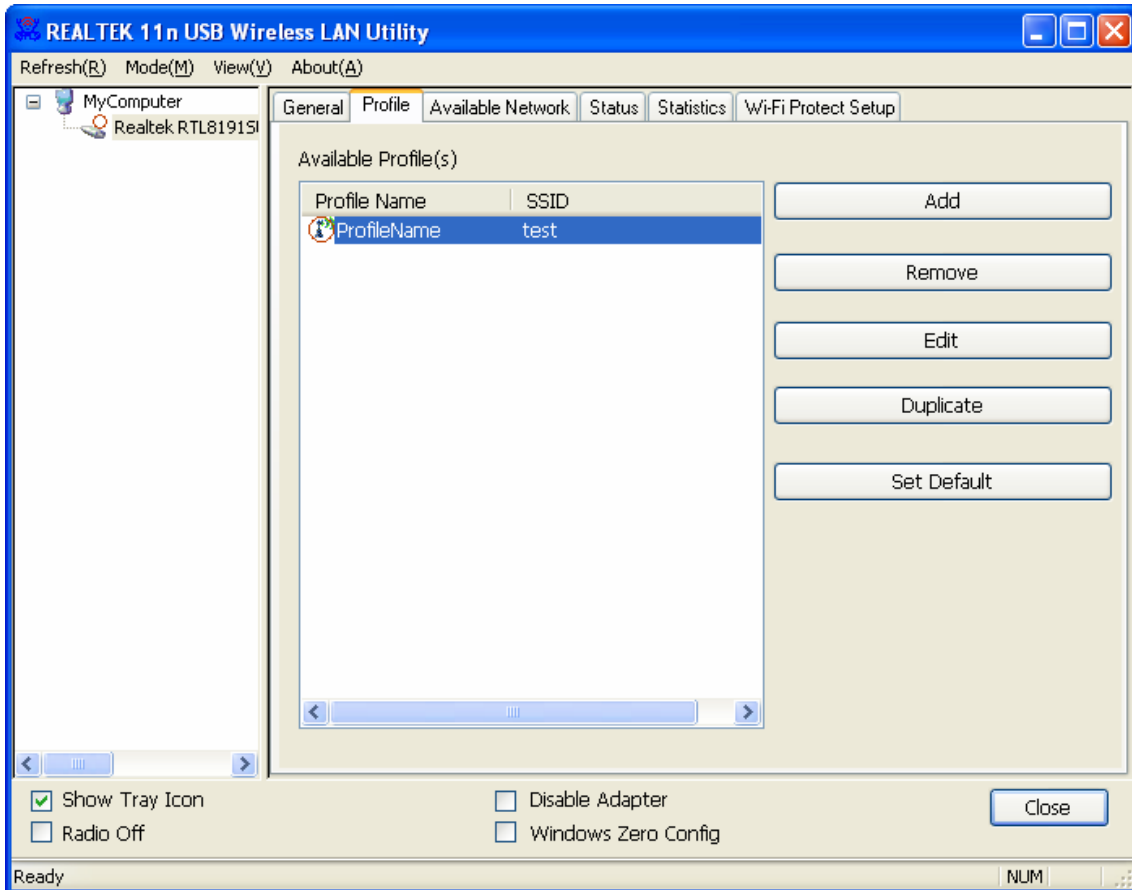 REALTEK 11n USB Wireless LAN Utility
Refresh(R) Mode(M) View(V) About(A)
MyComputer
Realtek RTL8191S
General Profile Available Network Status Statistics Wi-Fi Protect Setup
Available Profile(s)
Profile Name SSID
ProfileName test
Add
Remove
Edit
Duplicate
Set Default
Show Tray Icon
Radio Off
Disable Adapter
Windows Zero Config
Close
Ready NUM